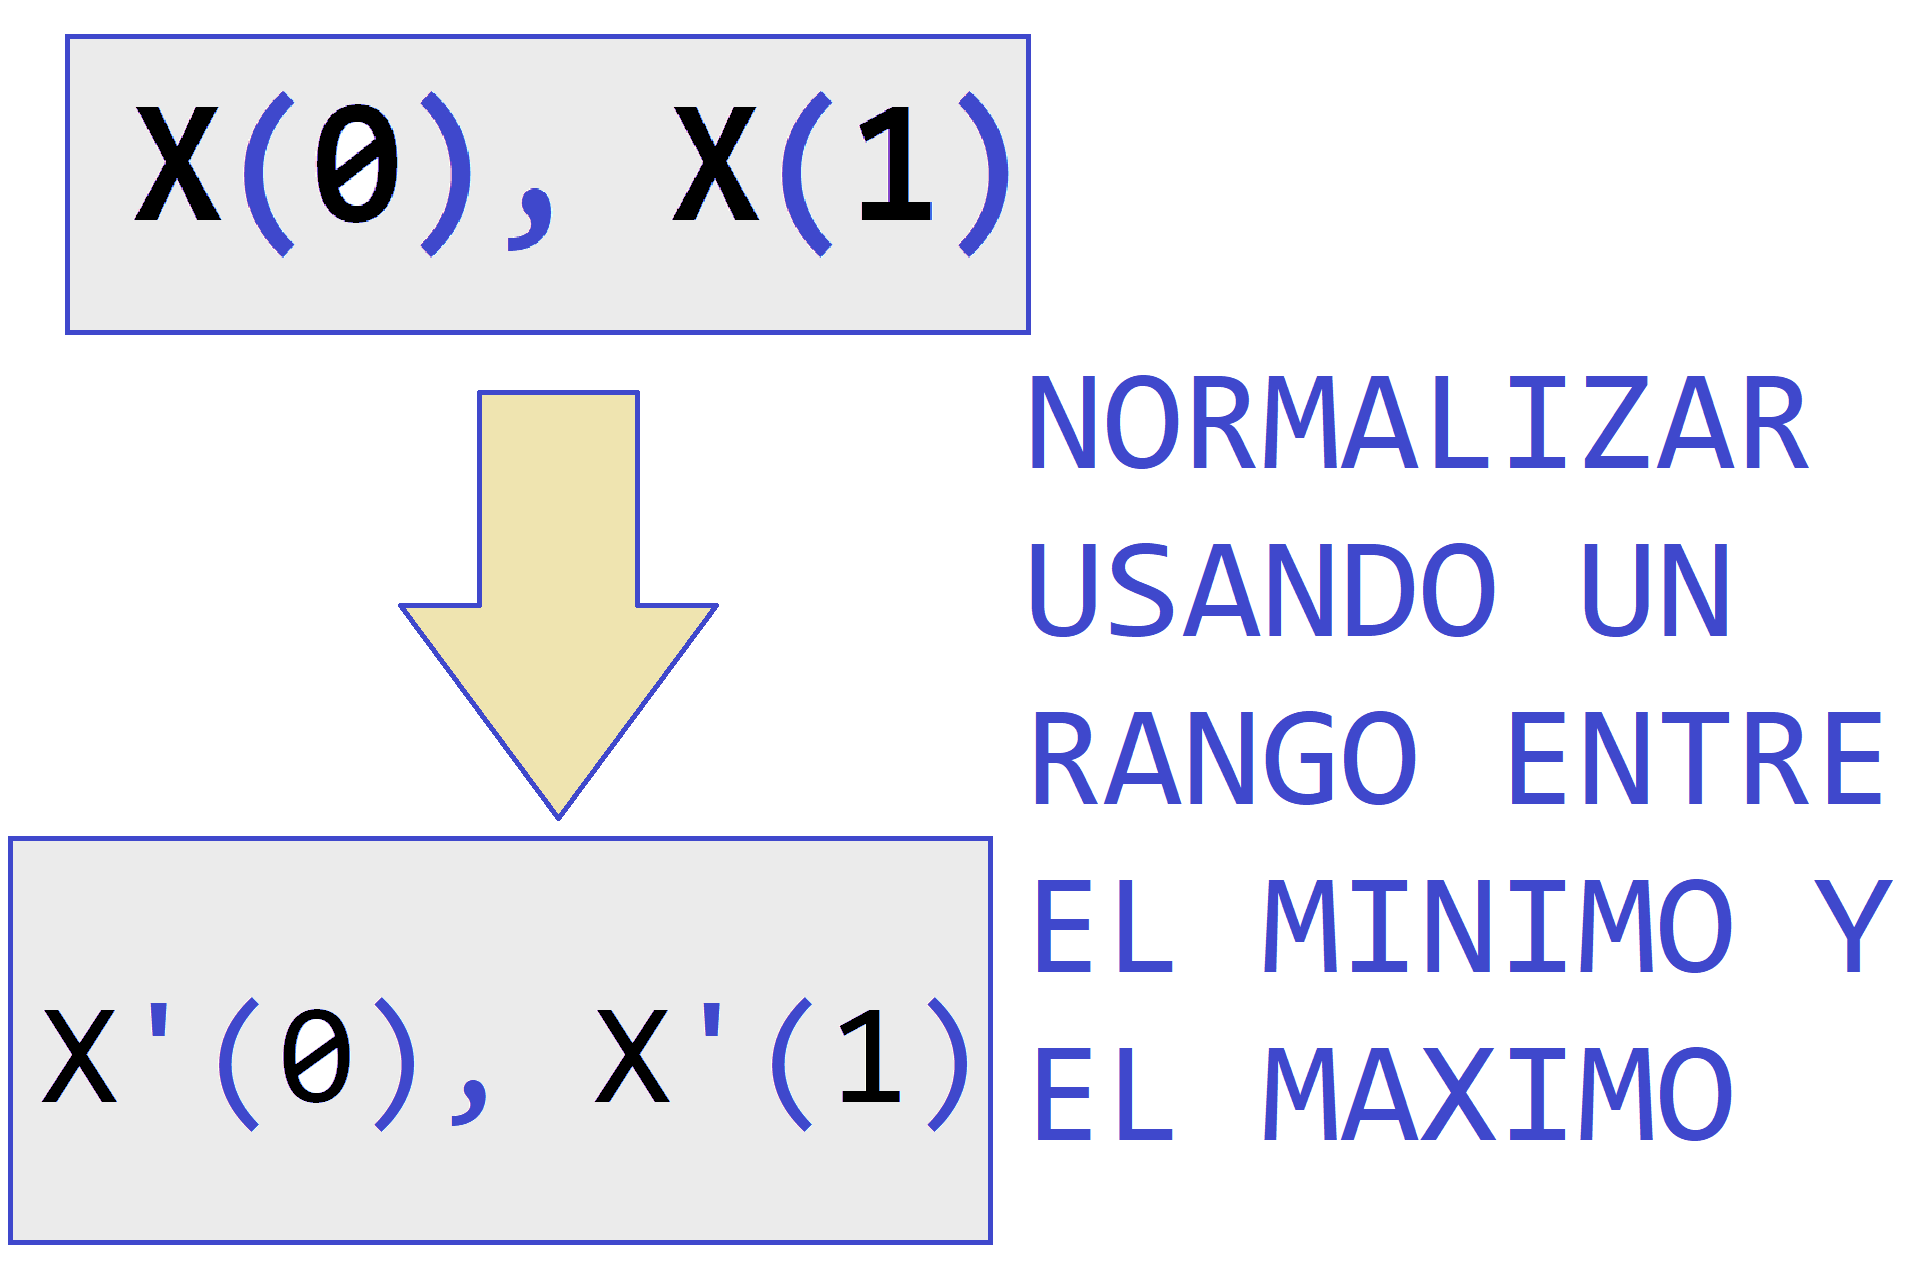 X(0), X(1)
NORMALIZAR
USANDO UN
RANGO ENTRE
EL MINIMO Y
EL MAXIMO
X'(0), X'(1)